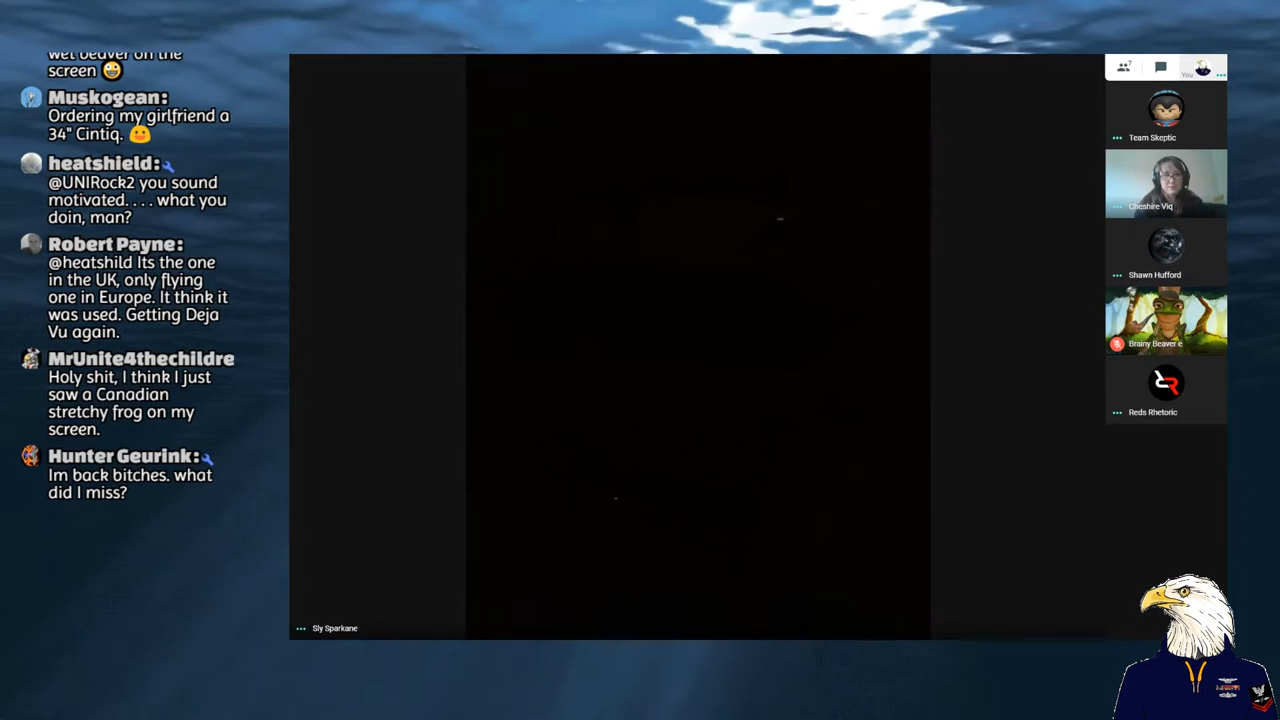 wet beaver on the
screen 😀
Muskogean:
Ordering my girlfriend a
34" Cintiq. 😛
heatshield:
@UNIRock2 you sound
motivated. . . . what you
doin, man?
Robert Payne:
@heatshild Its the one
in the UK, only flying
one in Europe. It think it
was used. Getting Deja
Vu again.
MrUnite4thechildre
Holy shit, I think I just
saw a Canadian
stretchy frog on my
screen.
Hunter Geurink:
Im back bitches. what
did I miss?
Sly Sparkane
7
You
Team Skeptic
Cheshire Viq
Shawn Hufford
Brainy Beaver e
Reds Rhetoric